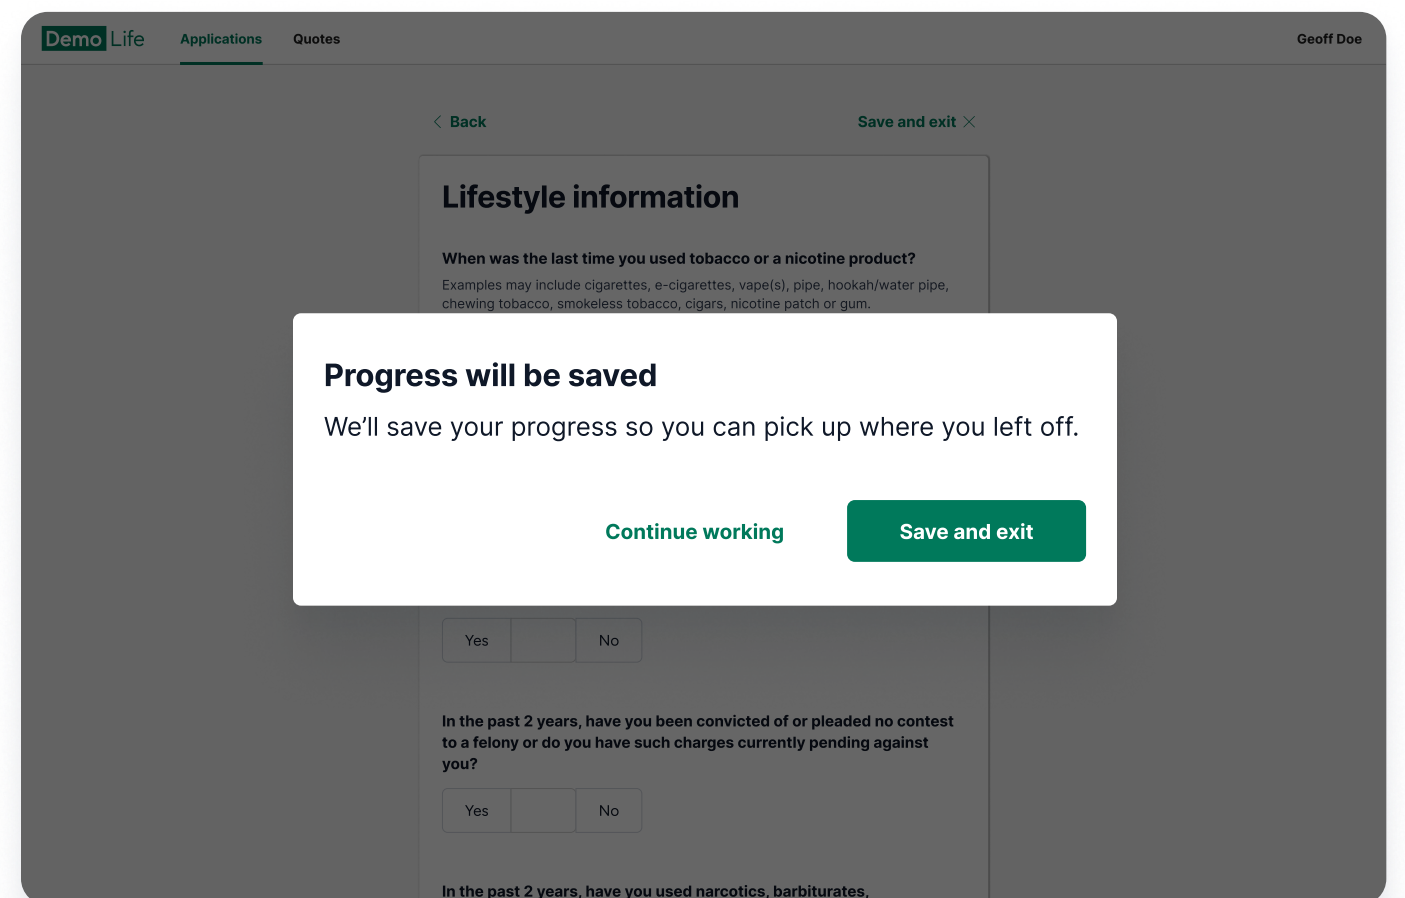 Demo Life
Applications
Quotes
Geoff Doe
Back
Save and exit
Lifestyle information
When was the last time you used tobacco or a nicotine product?
Examples may include cigarettes, e-cigarettes, vape(s), pipe, hookah/water pipe,
chewing tobacco, smokeless tobacco, cigars, nicotine patch or gum.
Progress will be saved
We’ll save your progress so you can pick up where you left off.
Continue working
Save and exit
Yes
No
In the past 2 years, have you been convicted of or pleaded no contest
to a felony or do you have such charges currently pending against
you?
Yes
No
In the past 2 years, have you used narcotics, barbiturates,